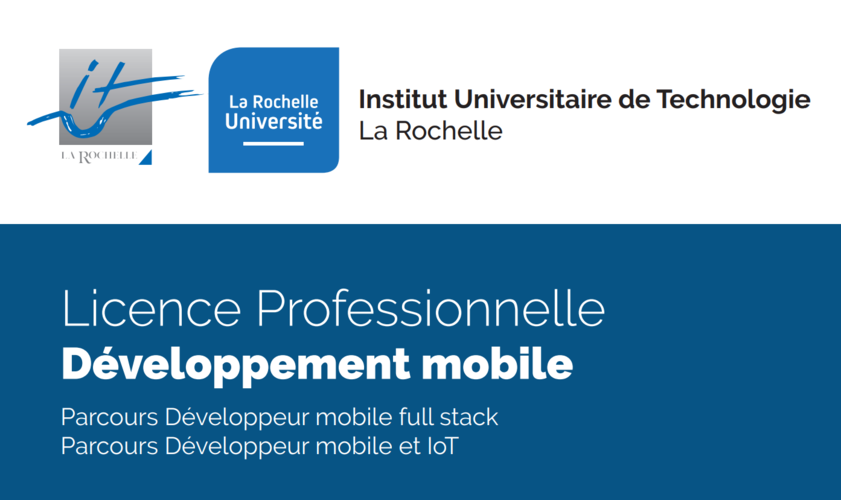 iut
LA ROCHELLE
La Rochelle
Université
Institut Universitaire de Technologie
La Rochelle
Licence Professionnelle
Développement mobile
Parcours Développeur mobile full stack
Parcours Développeur mobile et IoT